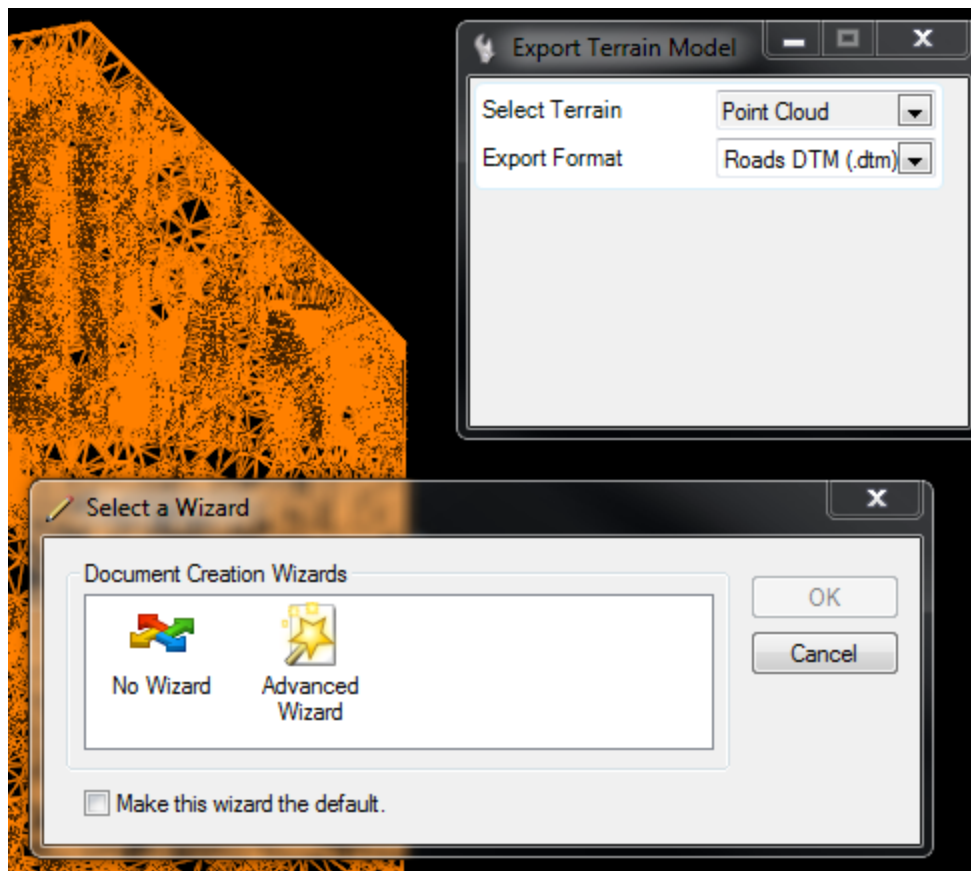 Export Terrain Model
Select Terrain
Point Cloud
Export Format
Roads DTM (.dtm)
Select a Wizard
Document Creation Wizards
No Wizard
Advanced
Wizard
OK
Cancel
Make this wizard the default.